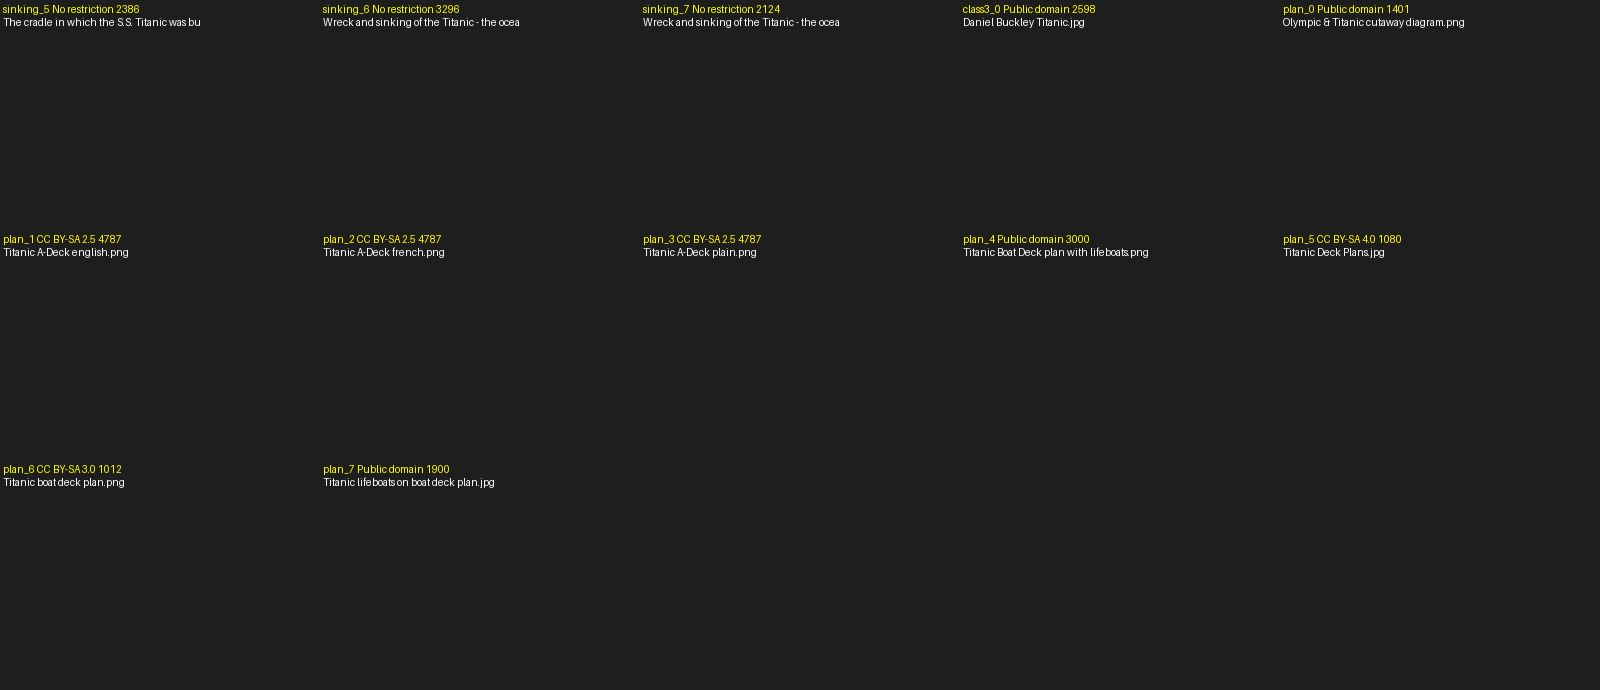 sinking_5 No restriction 2386
The cradle in which the S.S. Titanic was bu
sinking_6 No restriction 3296
Wreck and sinking of the Titanic - the ocea
sinking_7 No restriction 2124
Wreck and sinking of the Titanic - the ocea
class3_0 Public domain 2598
Daniel Buckley Titanic.jpg
plan_0 Public domain 1401
Olympic & Titanic cutaway diagram.png
plan_1 CC BY-SA 2.5 4787
Titanic A-Deck english.png
plan_2 CC BY-SA 2.5 4787
Titanic A-Deck french.png
plan_3 CC BY-SA 2.5 4787
Titanic A-Deck plain.png
plan_4 Public domain 3000
Titanic Boat Deck plan with lifeboats.png
plan_5 CC BY-SA 4.0 1080
Titanic Deck Plans.jpg
plan_6 CC BY-SA 3.0 1012
Titanic boat deck plan.png
plan_7 Public domain 1900
Titanic lifeboats on boat deck plan.jpg